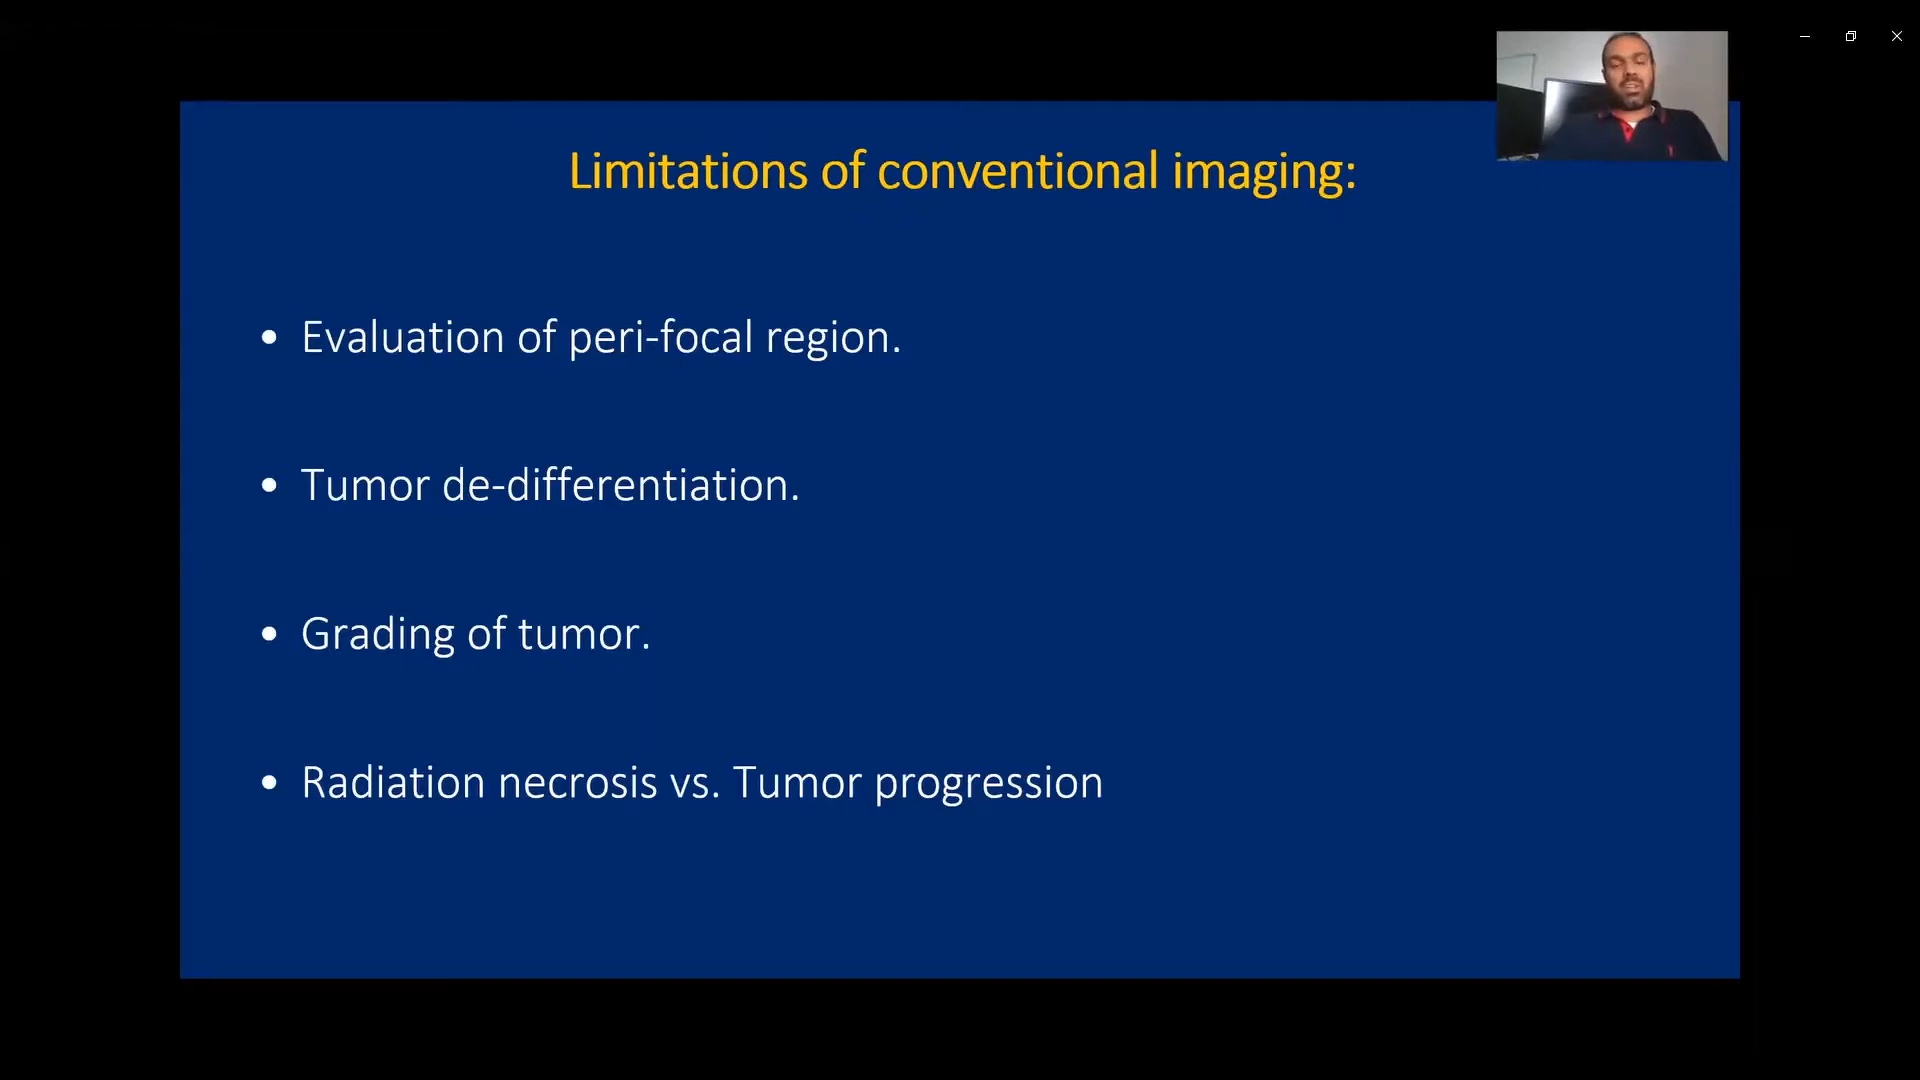 Limitations of conventional imaging:
• Evaluation of peri-focal region.
• Tumor de-differentiation.
• Grading of tumor.
• Radiation necrosis vs. Tumor progression